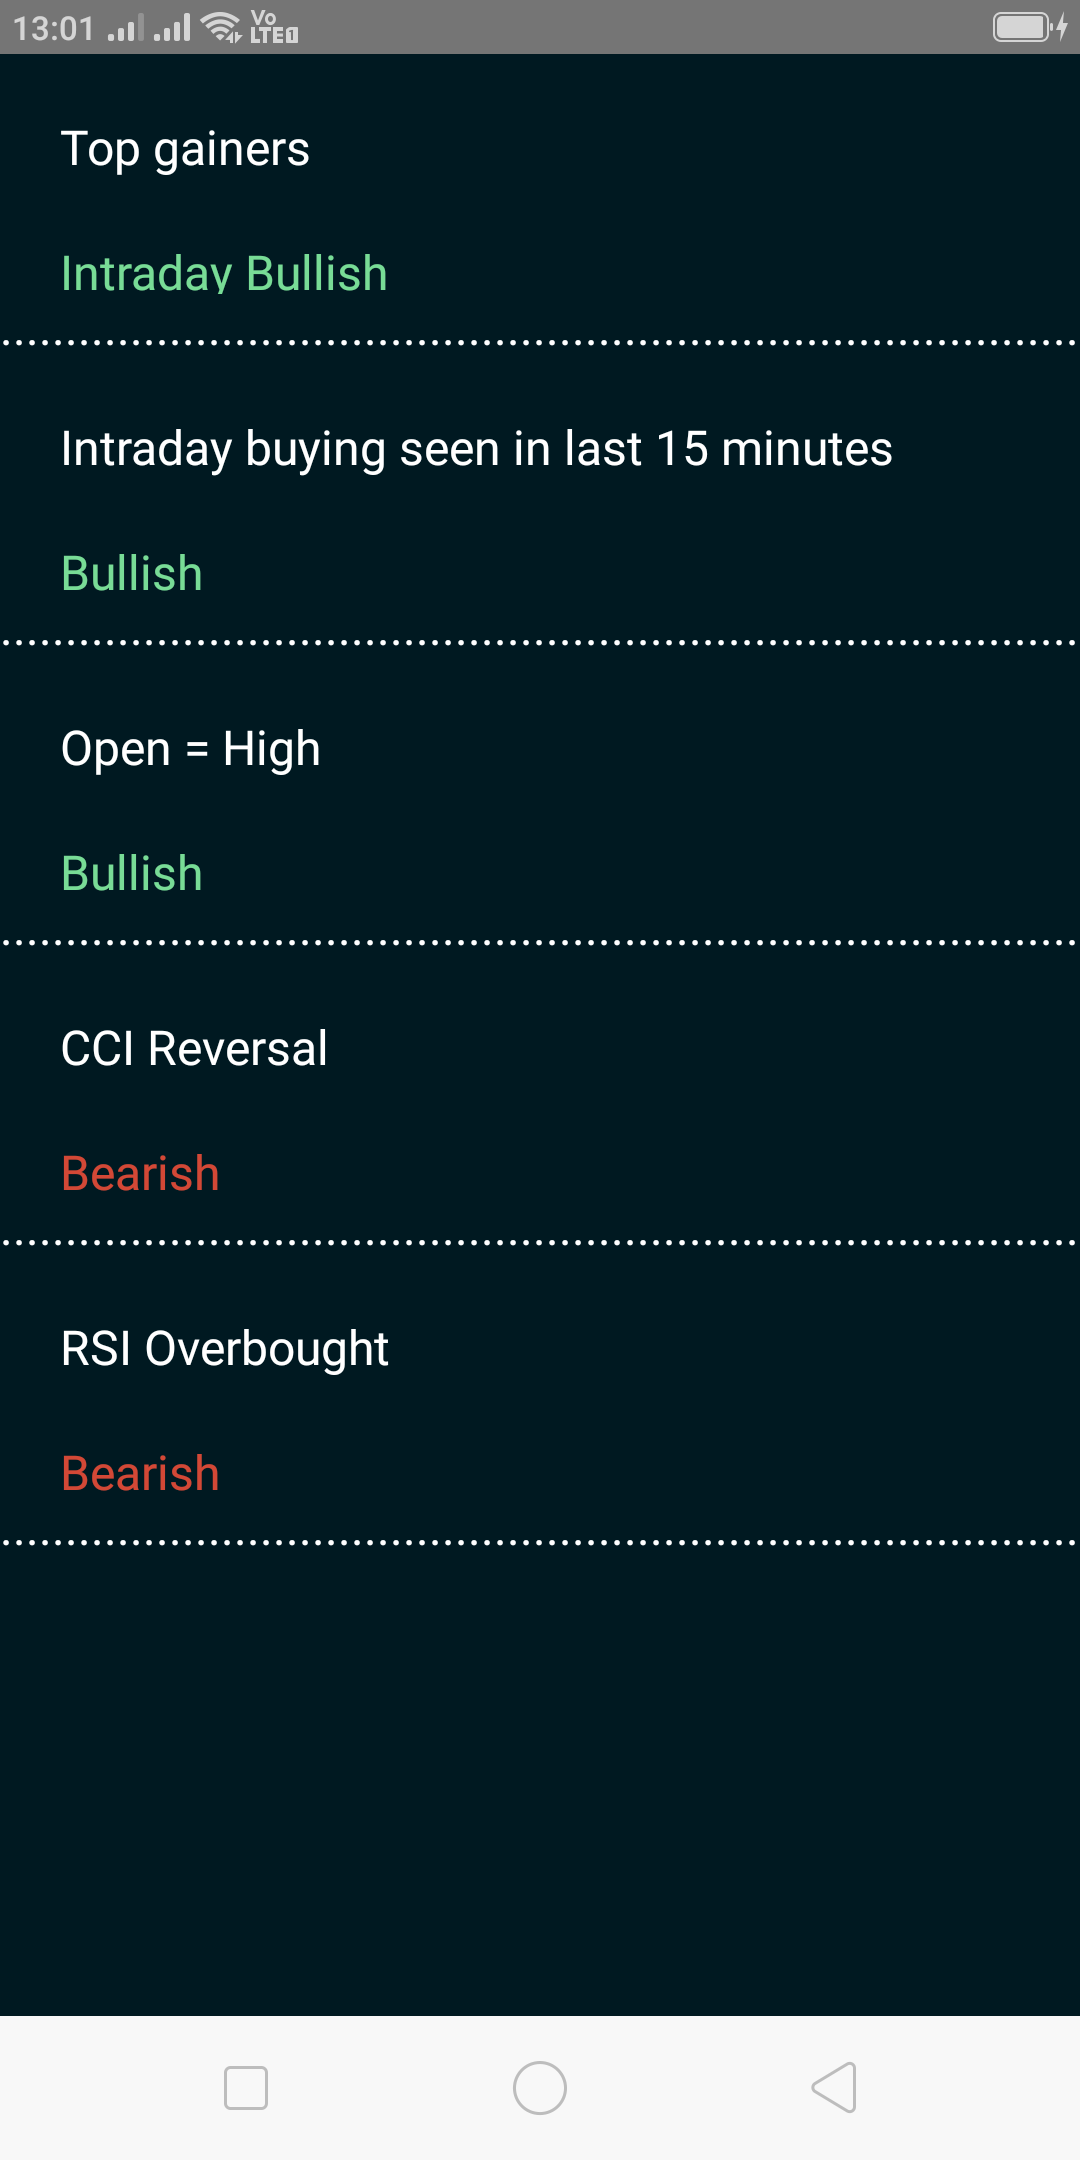 13:01 Vo LTE 1
Top gainers
Intraday Bullish
Intraday buying seen in last 15 minutes
Bullish
Open = High
Bullish
CCI Reversal
Bearish
RSI Overbought
Bearish